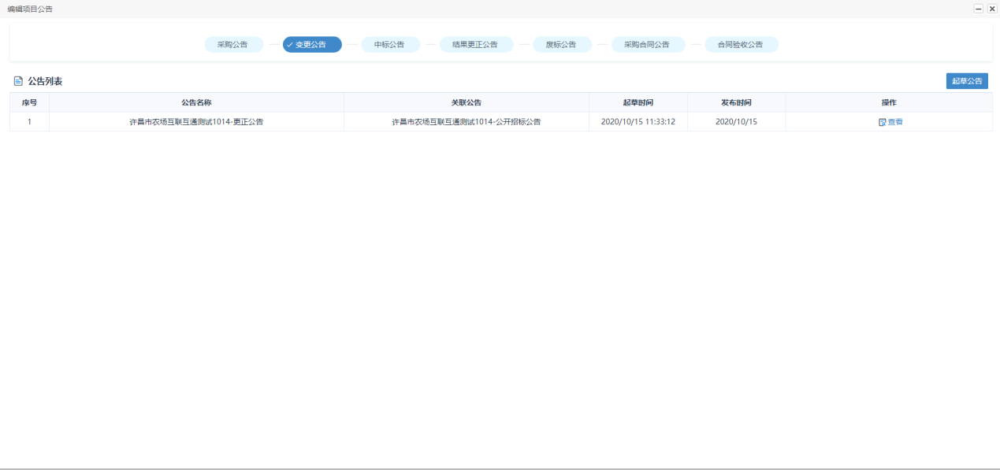 编辑项目公告
采购公告 变更公告 中标公告 结果更正公告 废标公告 采购合同公告 合同验收公告
公告列表 起草公告
序号 公告名称 关联公告 起草时间 发布时间 操作
1 许昌市农场互联互通测试1014-更正公告 许昌市农场互联互通测试1014-公开招标公告 2020/10/15 11:33:12 2020/10/15 查看